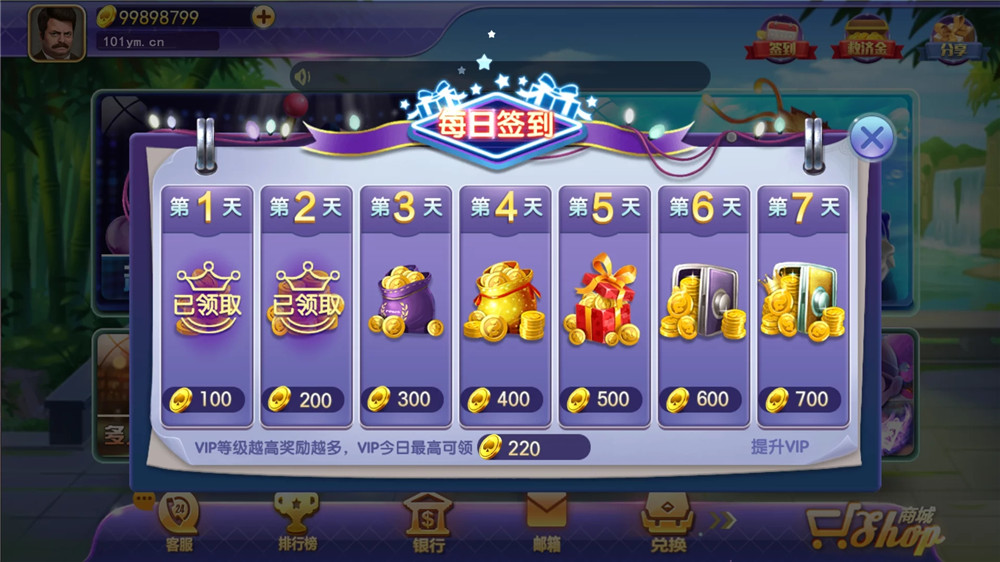 99898799
101ym.cn
签到
救济金
分享
每日签到
第1天
第2天
第3天
第4天
第5天
第6天
第7天
已领取
已领取
100
200
300
400
500
600
700
VIP等级越高奖励越多，VIP今日最高可领 220
提升VIP
24
客服
排行榜
银行
邮箱
兑换
商城
Shop